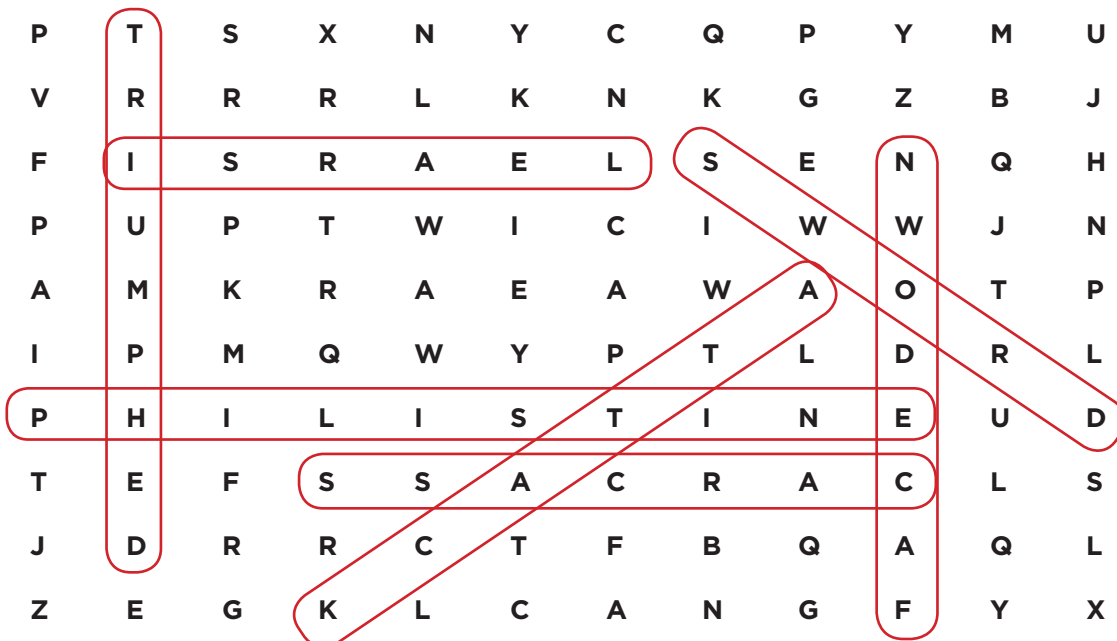 P T S X N Y C Q P Y M U
V R R R L K N K G Z B J
F I S R A E L S E N Q H
P U P T W I C I W W J N
A M K R A E A W A O T P
I P M Q W Y P T L D R L
P H I L I S T I N E U D
T E F S S A C R A C L S
J D R R C T F B Q A Q L
Z E G K L C A N G F Y X